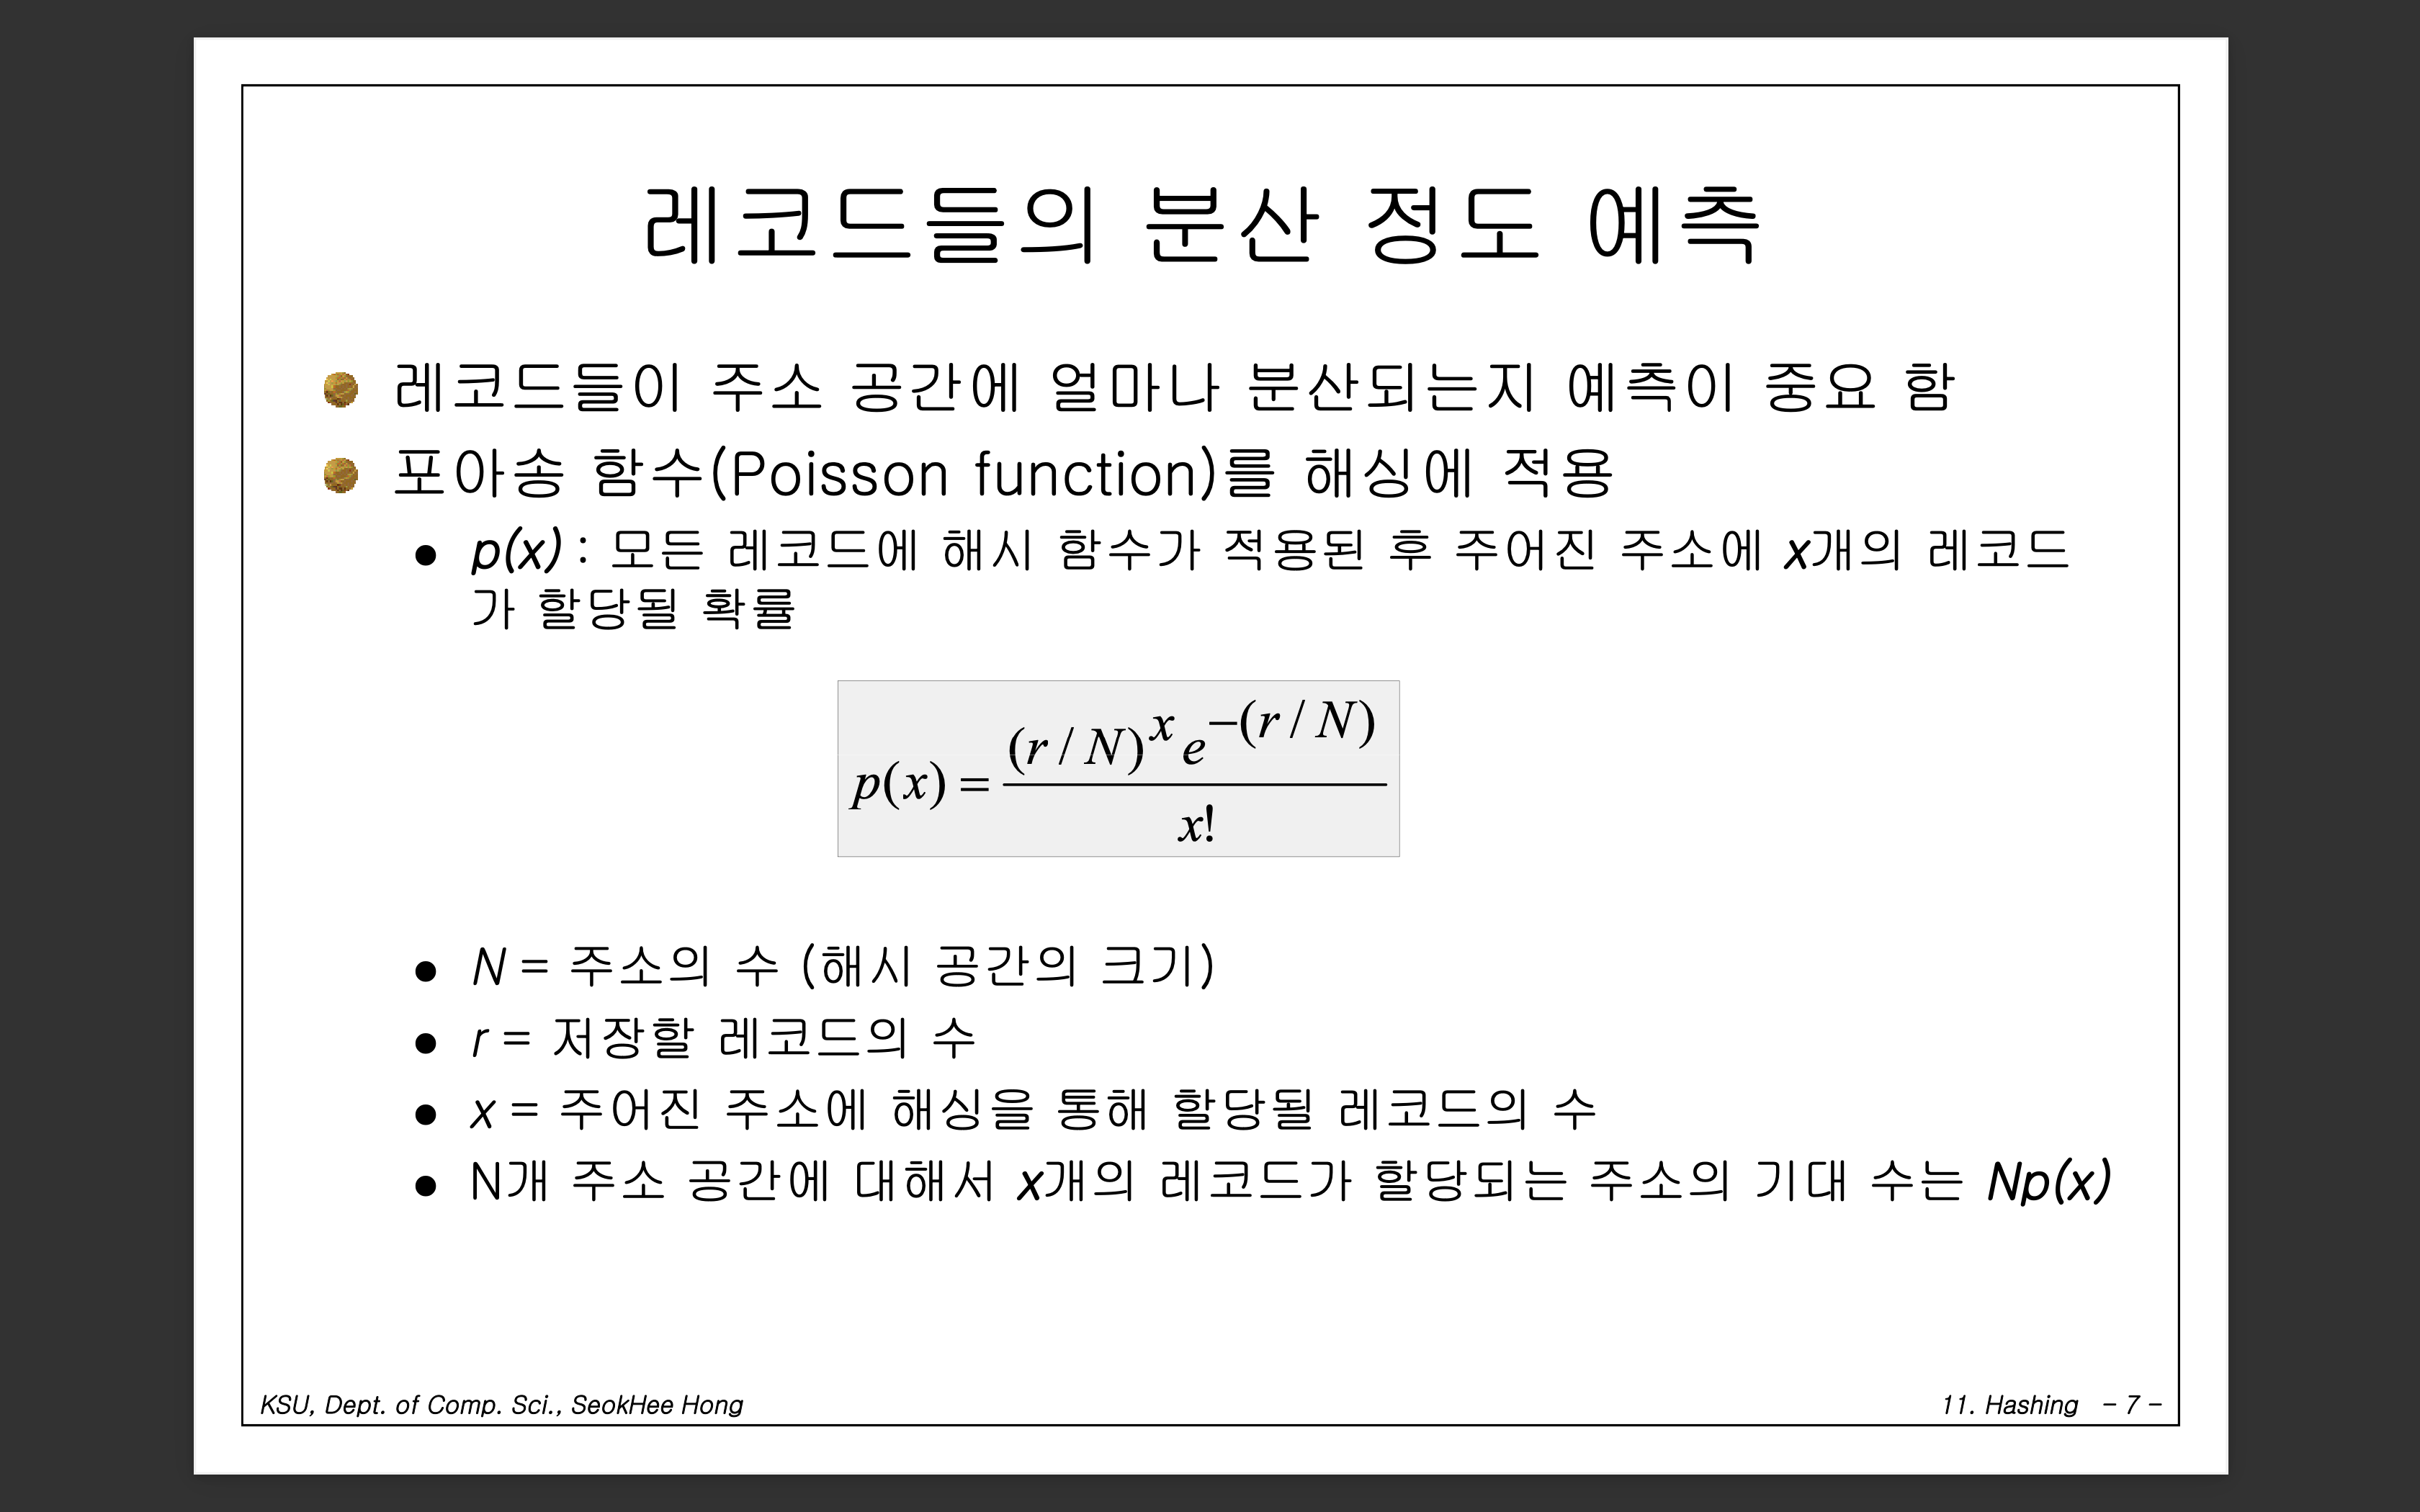 레코드들의 분산 정도 예측
레코드들이 주소 공간에 얼마나 분산되는지 예측이 중요 함
포아송 함수(Poisson function)를 해싱에 적용
p(x) : 모든 레코드에 해시 함수가 적용된 후 주어진 주소에 x개의 레코드
가 할당될 확률
p(x) = (r / N)^x e^−(r / N) / x!
N = 주소의 수 (해시 공간의 크기)
r = 저장할 레코드의 수
x = 주어진 주소에 해싱을 통해 할당될 레코드의 수
N개 주소 공간에 대해서 x개의 레코드가 할당되는 주소의 기대 수는 Np(x)
KSU, Dept. of Comp. Sci., SeokHee Hong
11. Hashing – 7 –